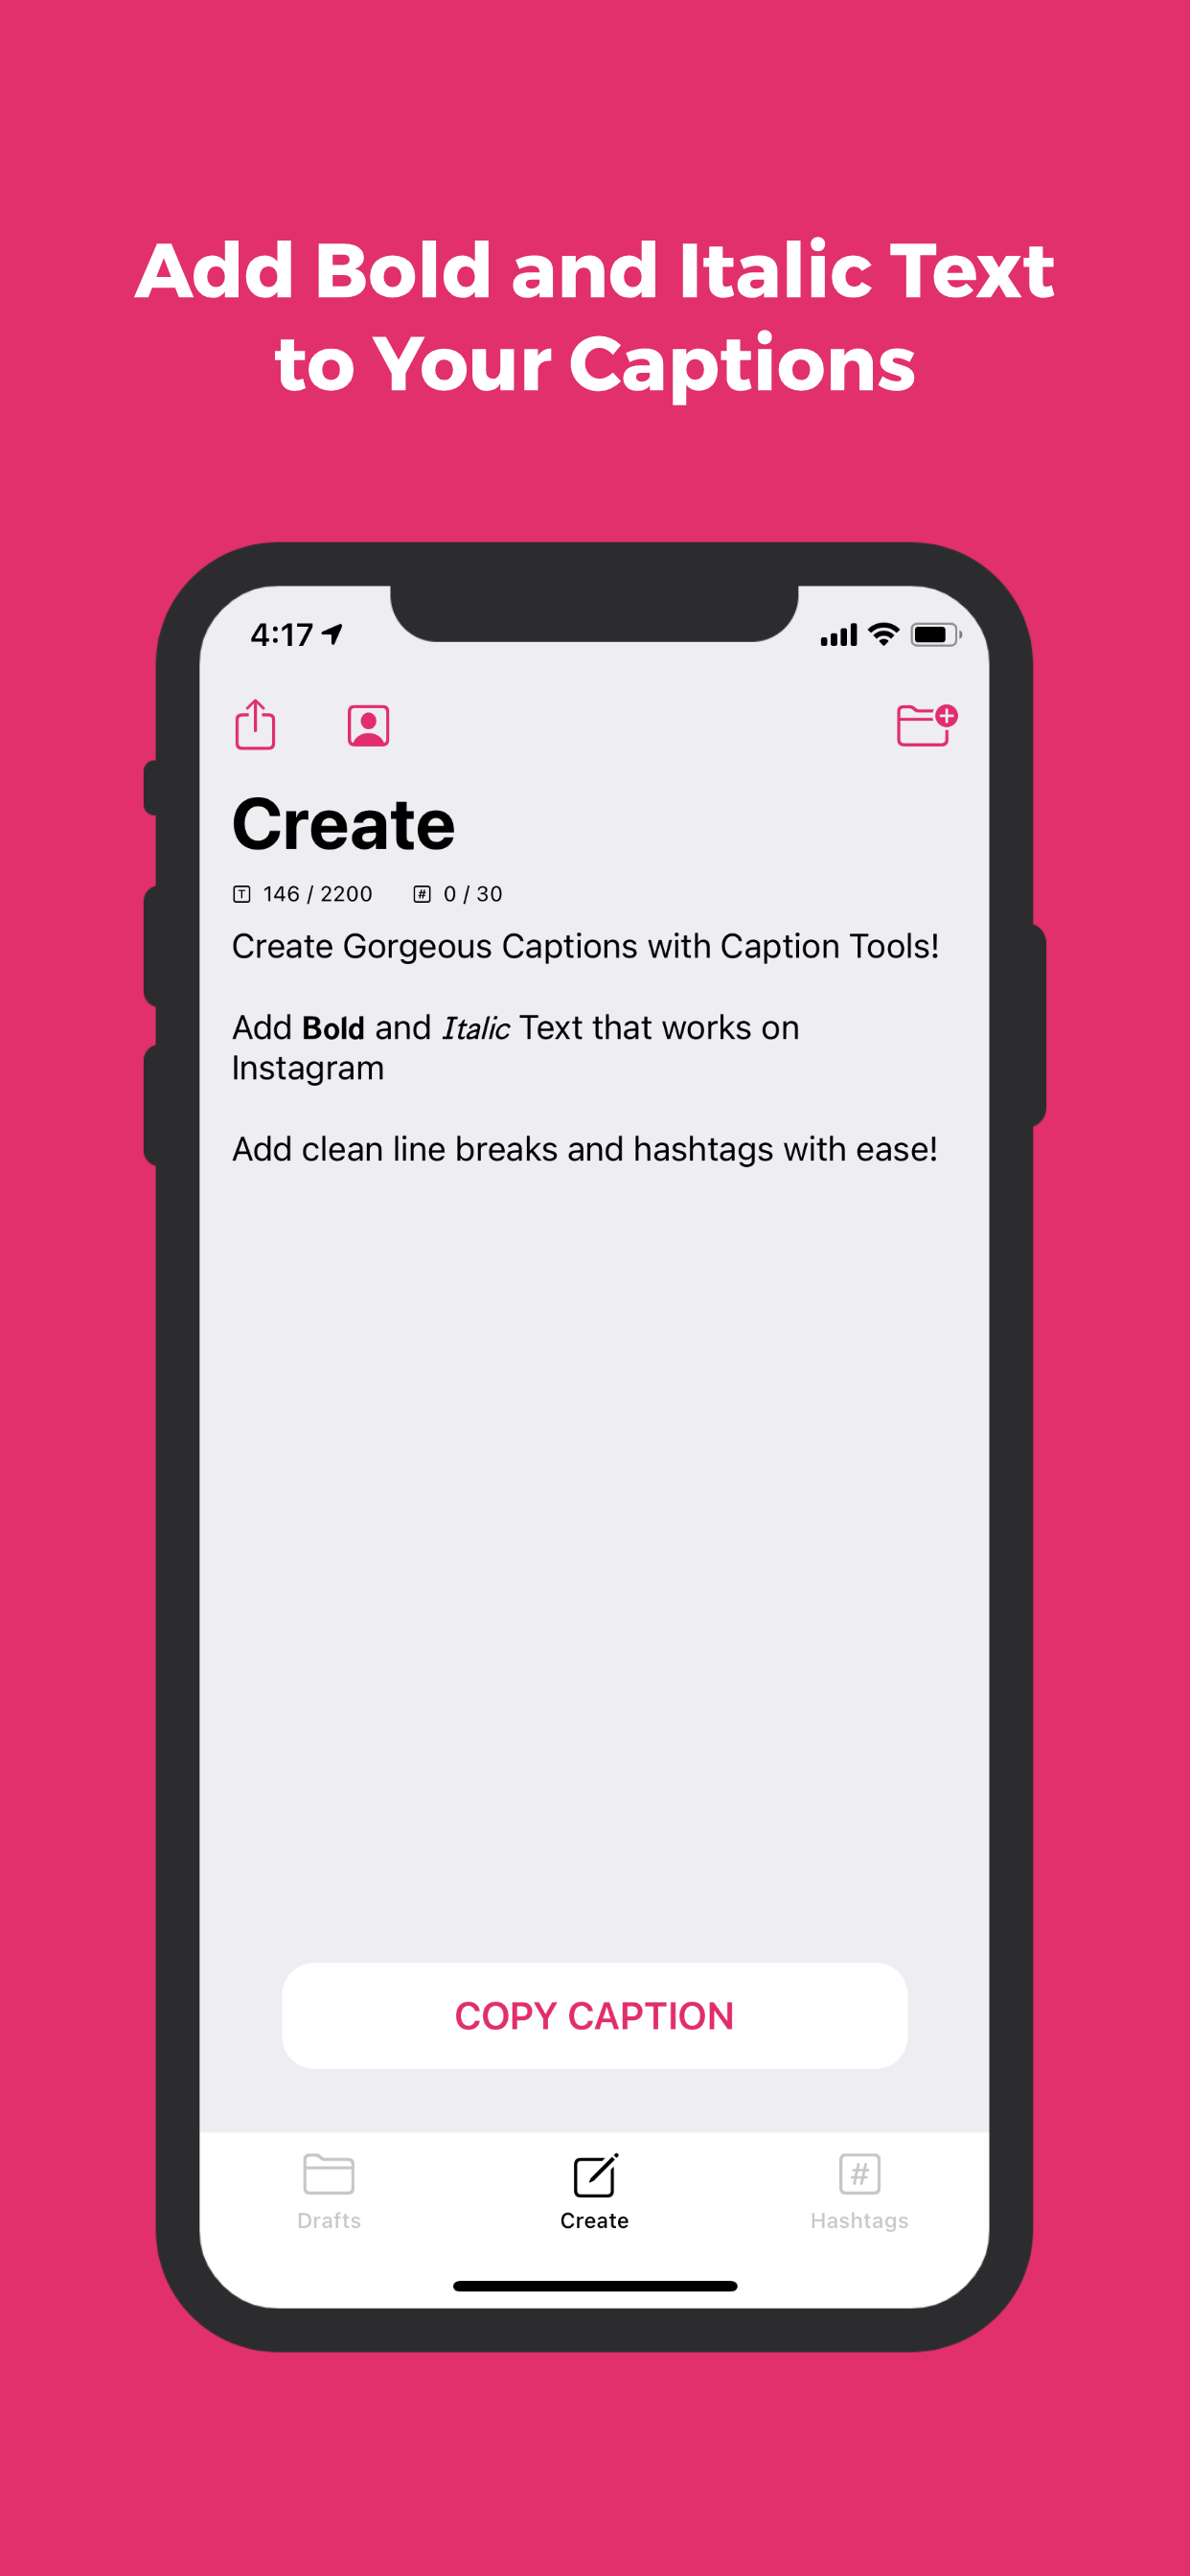 Add Bold and Italic Text
to Your Captions
4:17
Create
146 / 2200 # 0 / 30
Create Gorgeous Captions with Caption Tools!
Add Bold and Italic Text that works on
Instagram
Add clean line breaks and hashtags with ease!
COPY CAPTION
Drafts Create # Hashtags